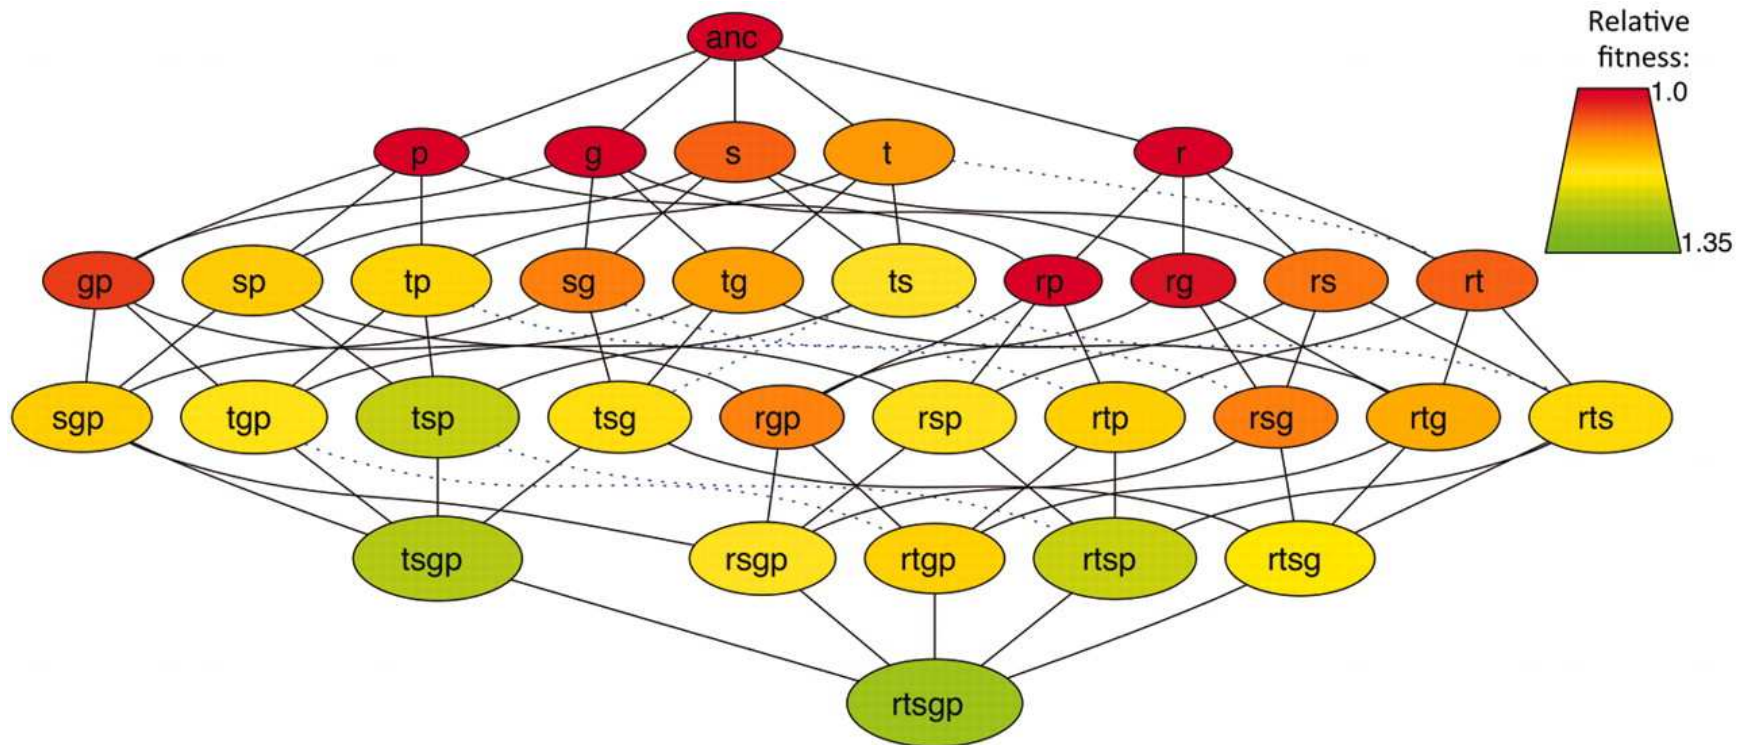 anc
Relative
fitness:
1.0
1.35
p g s t r
gp sp tp sg tg ts rp rg rs rt
sgp tgp tsp tsg rgp rsp rtp rsg rtg rts
tsgp rsgp rtgp rtsp rtsg
rtsgp